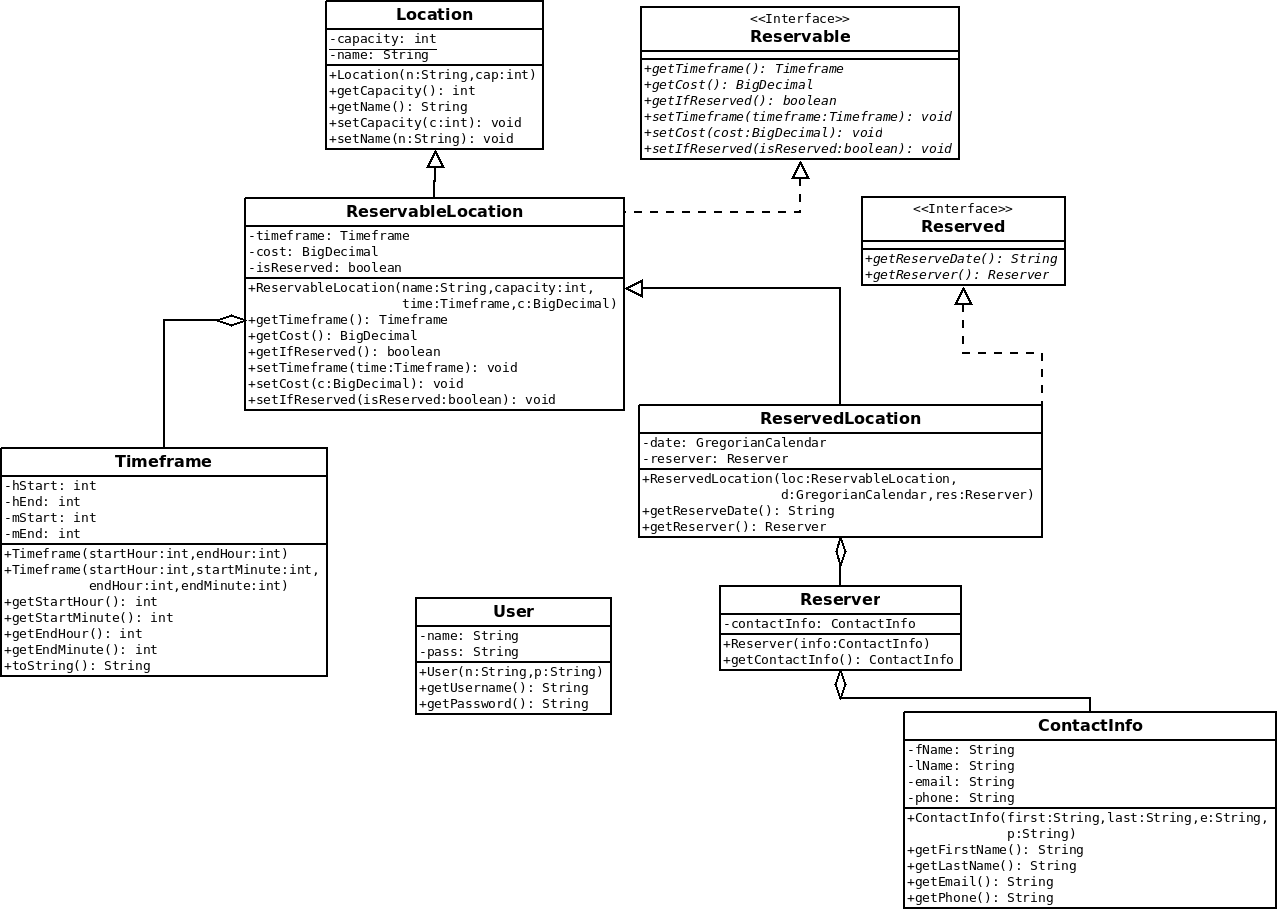 Location
-capacity: int
-name: String
+Location(n:String,cap:int)
+getCapacity(): int
+getName(): String
+setCapacity(c:int): void
+setName(n:String): void
<<Interface>>
Reservable
+getTimeframe(): Timeframe
+getCost(): BigDecimal
+getIfReserved(): boolean
+setTimeframe(timeframe:Timeframe): void
+setCost(cost:BigDecimal): void
+setIfReserved(isReserved:boolean): void
ReservableLocation
-timeframe: Timeframe
-cost: BigDecimal
-isReserved: boolean
+ReservableLocation(name:String,capacity:int,
time:Timeframe,c:BigDecimal)
+getTimeframe(): Timeframe
+getCost(): BigDecimal
+getIfReserved(): boolean
+setTimeframe(time:Timeframe): void
+setCost(c:BigDecimal): void
+setIfReserved(isReserved:boolean): void
<<Interface>>
Reserved
+getReserveDate(): String
+getReserver(): Reserver
ReservedLocation
-date: GregorianCalendar
-reserver: Reserver
+ReservedLocation(loc:ReservableLocation,
d:GregorianCalendar,res:Reserver)
+getReserveDate(): String
+getReserver(): Reserver
Timeframe
-hStart: int
-hEnd: int
-mStart: int
-mEnd: int
+Timeframe(startHour:int,endHour:int)
+Timeframe(startHour:int,startMinute:int,
endHour:int,endMinute:int)
+getStartHour(): int
+getStartMinute(): int
+getEndHour(): int
+getEndMinute(): int
+toString(): String
User
-name: String
-pass: String
+User(n:String,p:String)
+getUsername(): String
+getPassword(): String
Reserver
-contactInfo: ContactInfo
+Reserver(info:ContactInfo)
+getContactInfo(): ContactInfo
ContactInfo
-fName: String
-lName: String
-email: String
-phone: String
+ContactInfo(first:String,last:String,e:String,
p:String)
+getFirstName(): String
+getLastName(): String
+getEmail(): String
+getPhone(): String